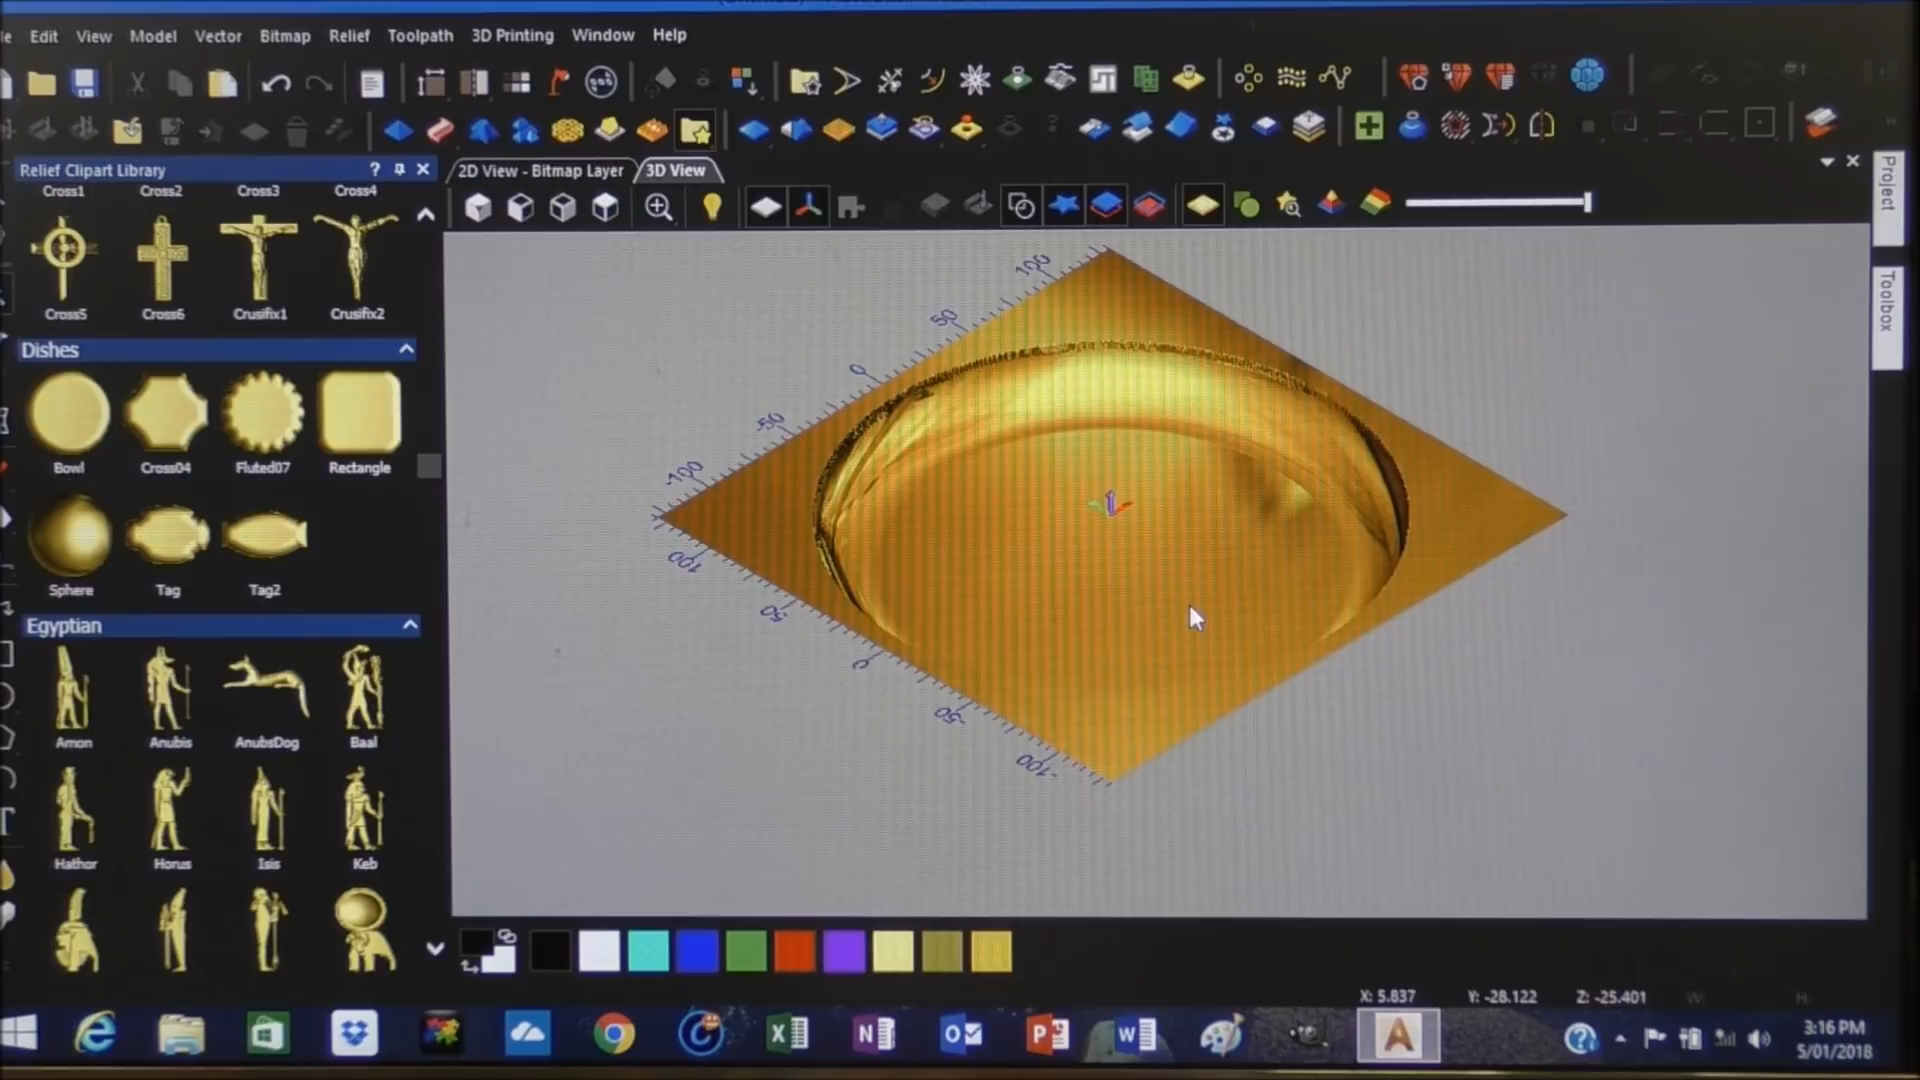 Edit View Model Vector Bitmap Relief Toolpath 3D Printing Window Help
Relief Clipart Library ?
2D View - Bitmap Layer 3D View
Cross1 Cross2 Cross3 Cross4
Cross5 Cross6 Crusifix1 Crusifix2
Dishes
Bowl Cross04 Fluted07 Rectangle
Sphere Tag Tag2
Egyptian
Amon Anubis AnubsDog Baal
Hathor Horus Isis Keb
100
50
0
-50
-100
100
50
0
-50
-100
Project
Toolbox
X: 5.837 Y: -28.122 Z: -25.401 W: H:
3:16 PM
5/01/2018